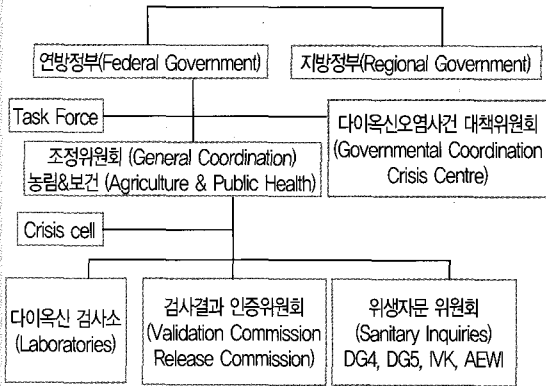 연방정부(Federal Government)
지방정부(Regional Government)
Task Force
다이옥신오염사건 대책위원회
(Governmental Coordination
Crisis Centre)
조정위원회 (General Coordination)
농림&보건 (Agriculture & Public Health)
Crisis cell
다이옥신 검사소
(Laboratories)
검사결과 인증위원회
(Validation Commission
Release Commission)
위생자문 위원회
(Sanitary Inquiries)
DG4, DG5, IVK, AEWI